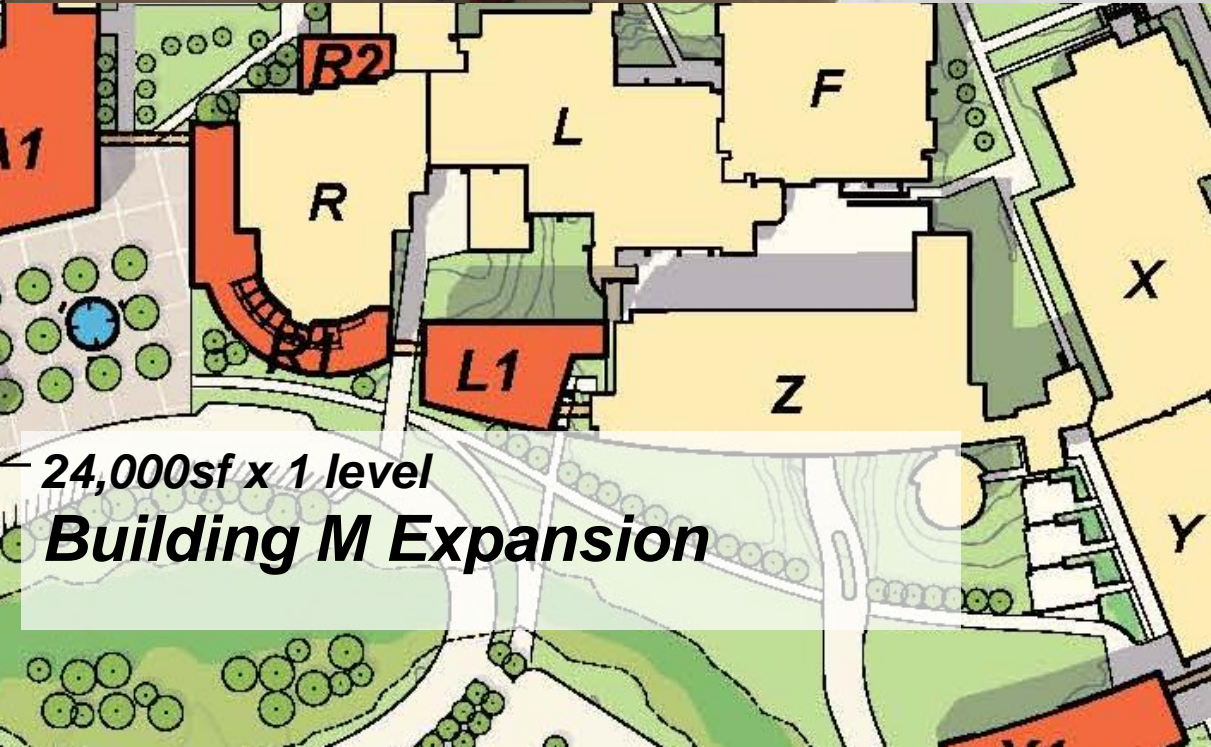 R2
F
L
A1
R
X
R1
L1
Z
24,000sf x 1 level
Building M Expansion
Y